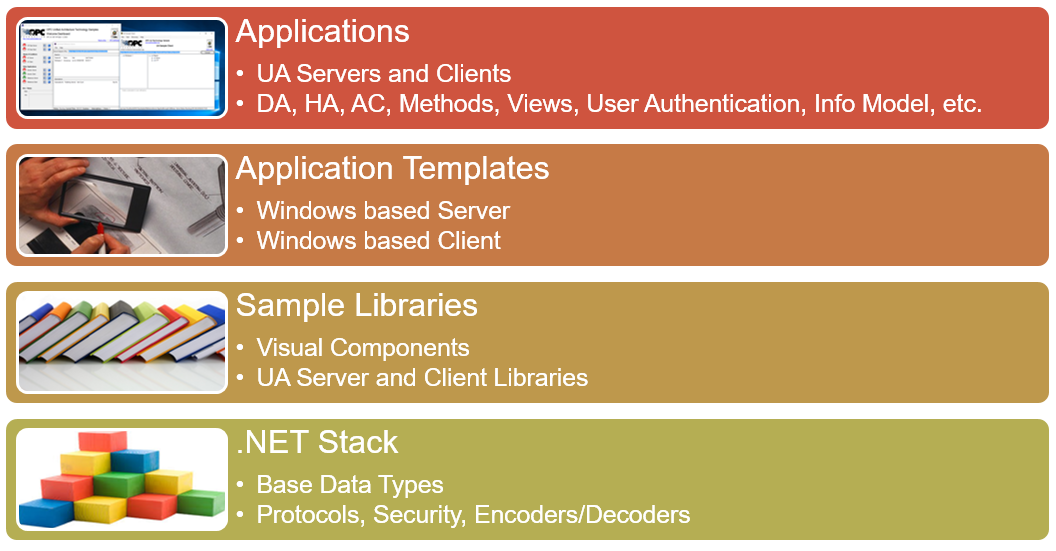 Applications
• UA Servers and Clients
• DA, HA, AC, Methods, Views, User Authentication, Info Model, etc.
Application Templates
• Windows based Server
• Windows based Client
Sample Libraries
• Visual Components
• UA Server and Client Libraries
.NET Stack
• Base Data Types
• Protocols, Security, Encoders/Decoders